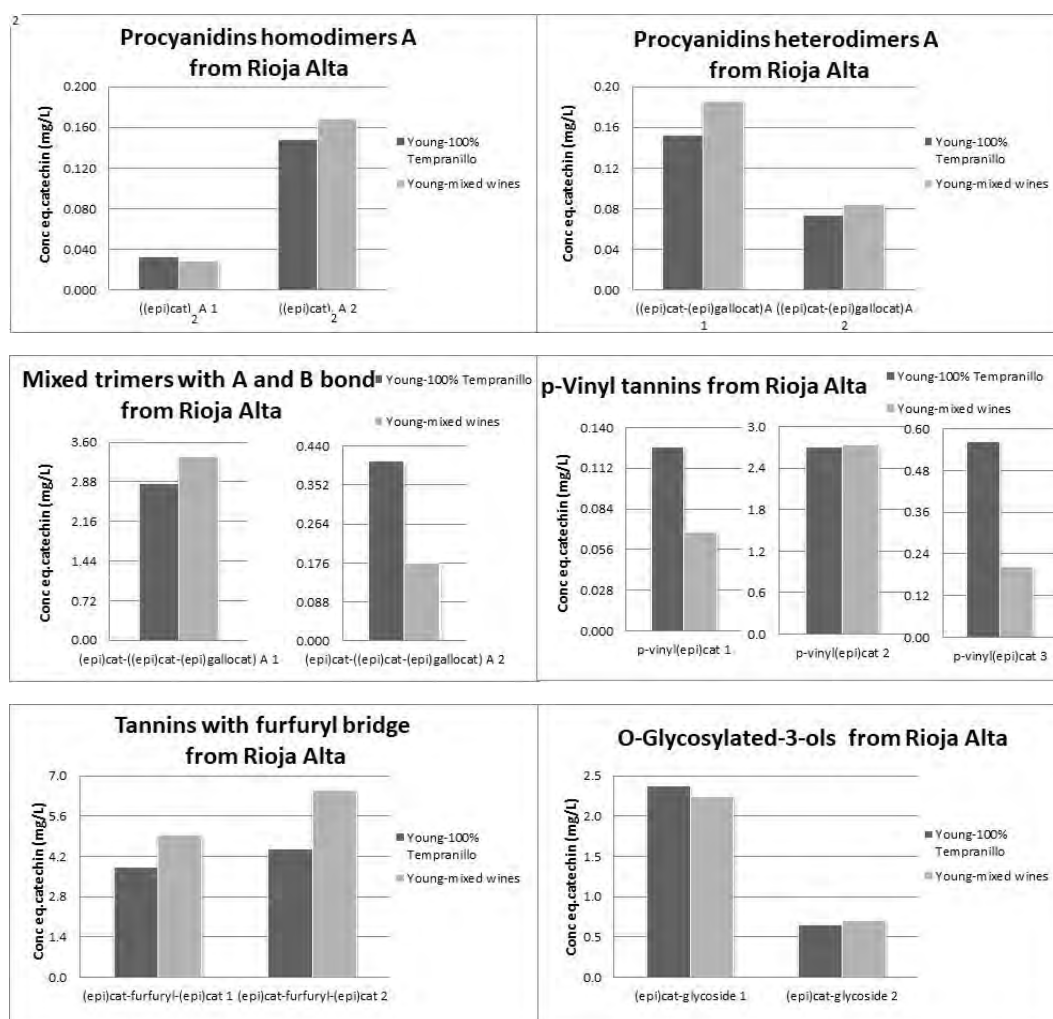 2
Procyanidins homodimers A
from Rioja Alta
Conc eq.catechin (mg/L)
0.200
0.160
0.120
0.080
0.040
0.000
((epi)cat)2 A 1
((epi)cat)2 A 2
Young-100%
Tempranillo
Young-mixed wines
Procyanidins heterodimers A
from Rioja Alta
Conc eq.catechin (mg/L)
0.20
0.16
0.12
0.08
0.04
0.00
((epi)cat-(epi)gallocat)A
1
((epi)cat-(epi)gallocat)A
2
Young-100%
Tempranillo
Young-mixed wines
Mixed trimers with A and B bond
from Rioja Alta
Young-100% Tempranillo
Young-mixed wines
Conc eq.catechin (mg/L)
3.60
2.88
2.16
1.44
0.72
0.00
(epi)cat-((epi)cat-(epi)gallocat) A 1
0.440
0.352
0.264
0.176
0.088
0.000
(epi)cat-((epi)cat-(epi)gallocat) A 2
p-Vinyl tannins from Rioja Alta
Young-100% Tempranillo
Young-mixed wines
Conc eq.catechin (mg/L)
0.140
0.112
0.084
0.056
0.028
0.000
p-vinyl(epi)cat 1
3.0
2.4
1.8
1.2
0.6
0.0
p-vinyl(epi)cat 2
0.60
0.48
0.36
0.24
0.12
0.00
p-vinyl(epi)cat 3
Tannins with furfuryl bridge
from Rioja Alta
Conc eq.catechin (mg/L)
7.0
5.6
4.2
2.8
1.4
0.0
(epi)cat-furfuryl-(epi)cat 1
(epi)cat-furfuryl-(epi)cat 2
Young-100%
Tempranillo
Young-mixed wines
O-Glycosylated-3-ols from Rioja Alta
Conc eq.catechin (mg/L)
2.5
2.0
1.5
1.0
0.5
0.0
(epi)cat-glycoside 1
(epi)cat-glycoside 2
Young-100%
Tempranillo
Young-mixed wines